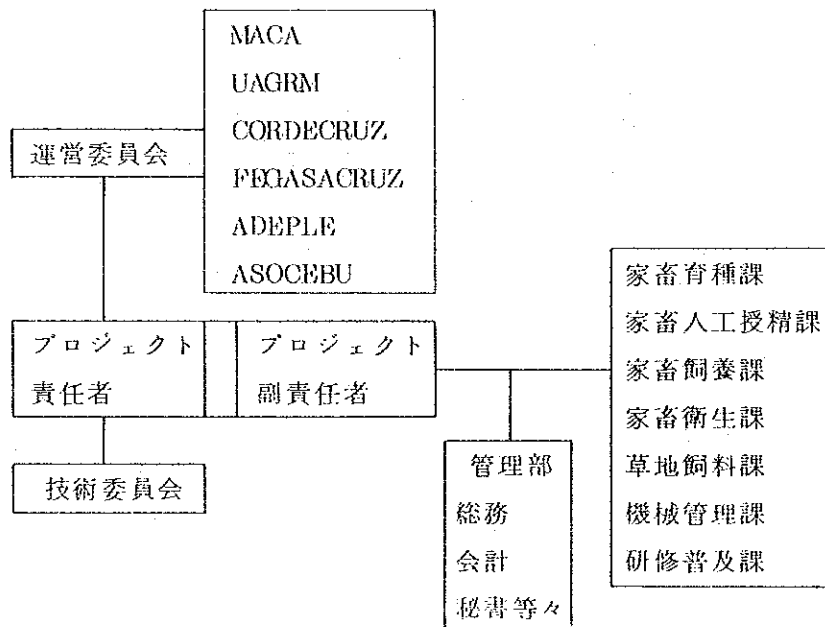 MACA
UAGRM
CORDECRUZ
FEGASACRUZ
ADEPLE
ASOCEBU
運営委員会
プロジェクト
責任者
プロジェクト
副責任者
技術委員会
管理部
総務
会計
秘書等々
家畜育種課
家畜人工授精課
家畜飼養課
家畜衛生課
草地飼料課
機械管理課
研修普及課